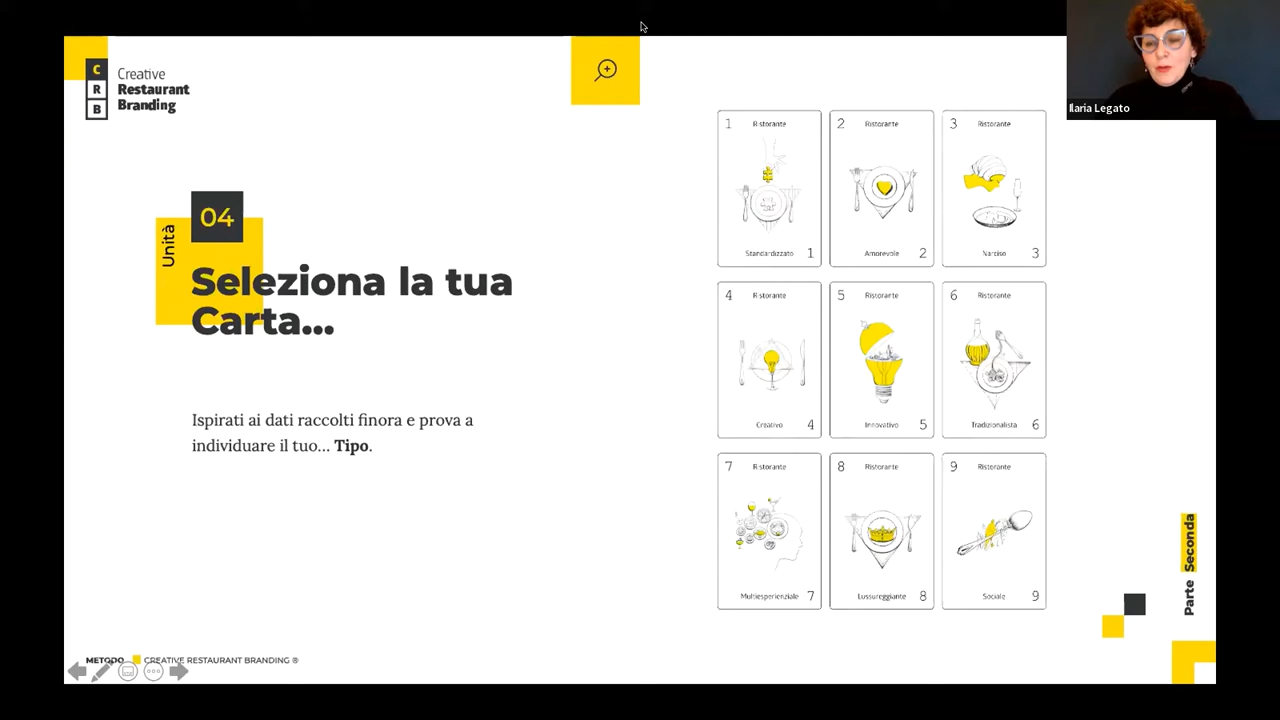 C
R
B
Creative
Restaurant
Branding
Ilaria Legato
04
Unità
Seleziona la tua
Carta...
Ispirati ai dati raccolti finora e prova a
individuare il tuo... Tipo.
1 Ristorante
Standardizzato 1
2 Ristorante
Amorevole 2
3 Ristorante
Narciso 3
4 Ristorante
Creativo 4
5 Ristorante
Innovativo 5
6 Ristorante
Tradizionalista 6
7 Ristorante
Multiesperienziale 7
8 Ristorante
Lussureggiante 8
9 Ristorante
Sociale 9
Parte Seconda
METODO CREATIVE RESTAURANT BRANDING ®